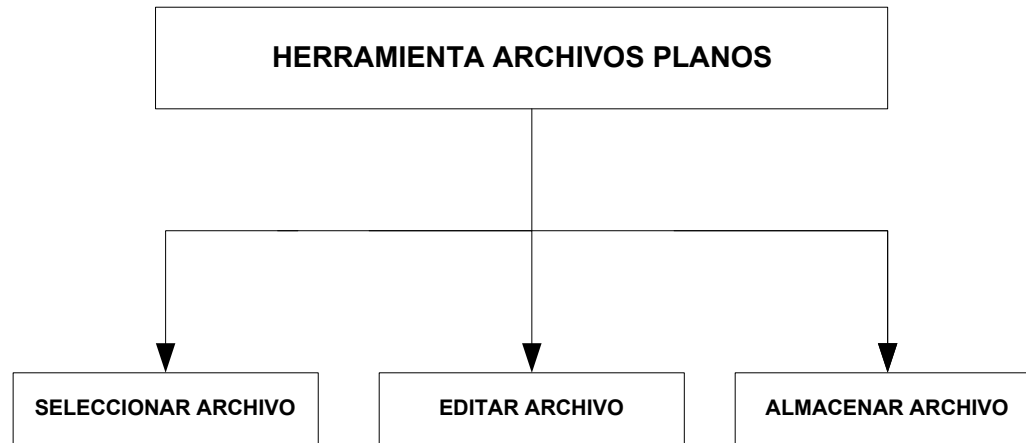 HERRAMIENTA ARCHIVOS PLANOS
SELECCIONAR ARCHIVO
EDITAR ARCHIVO
ALMACENAR ARCHIVO